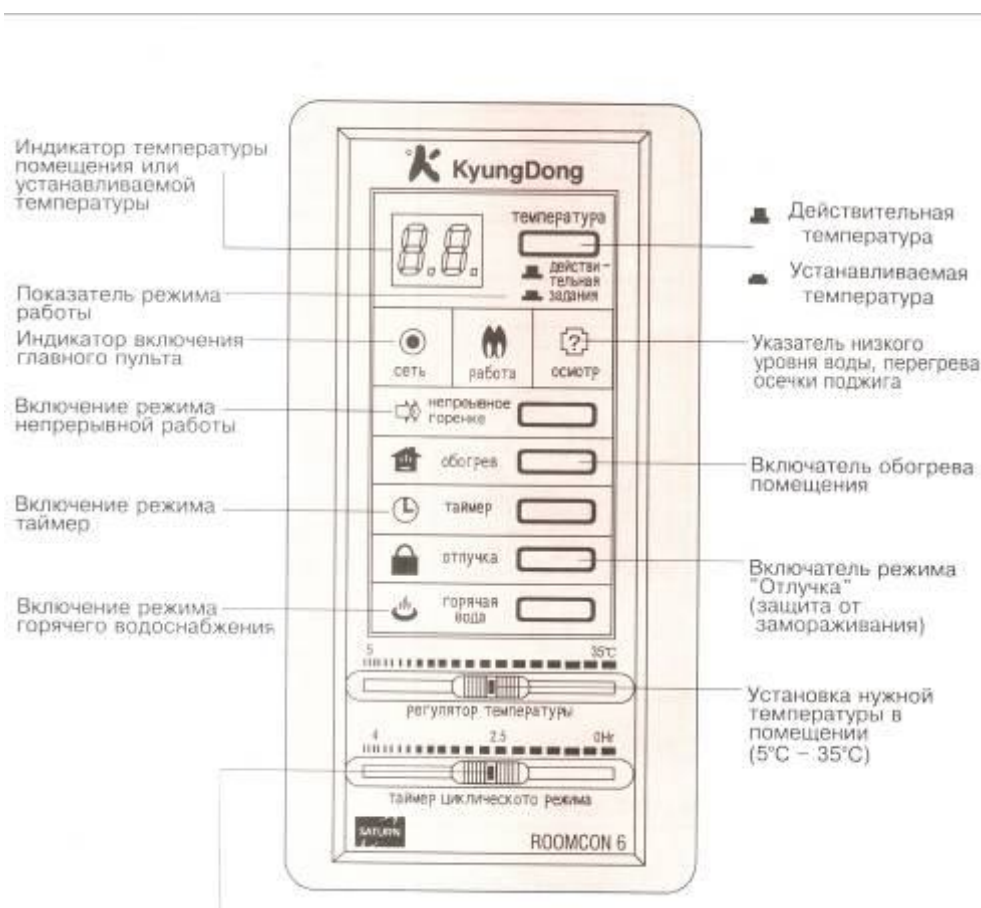 Индикатор температуры
помещения или
устанавливаемой
температуры
Показатель режима
работы
Индикатор включения
главного пульта
Включение режима
непрерывной работы
Включение режима
таймер
Включение режима
горячего водоснабжения
KyungDong
8.8.
температура
действи-
тельная
задания
сеть
работа
осмотр
?
непреывное
горенке
обогрев
таймер
отлучка
горячая
вода
5 35℃
регулятор температуры
4 2.5 0Hr
таймер циклического режима
SATURN
ROOMCON 6
Действительная
температура
Устанавливаемая
температура
Указатель низкого
уровня воды, перегрева
осечки поджига
Включатель обогрева
помещения
Включатель режима
"Отлучка"
(защита от
замораживания)
Установка нужной
температуры в
помещении
(5°С – 35°С)